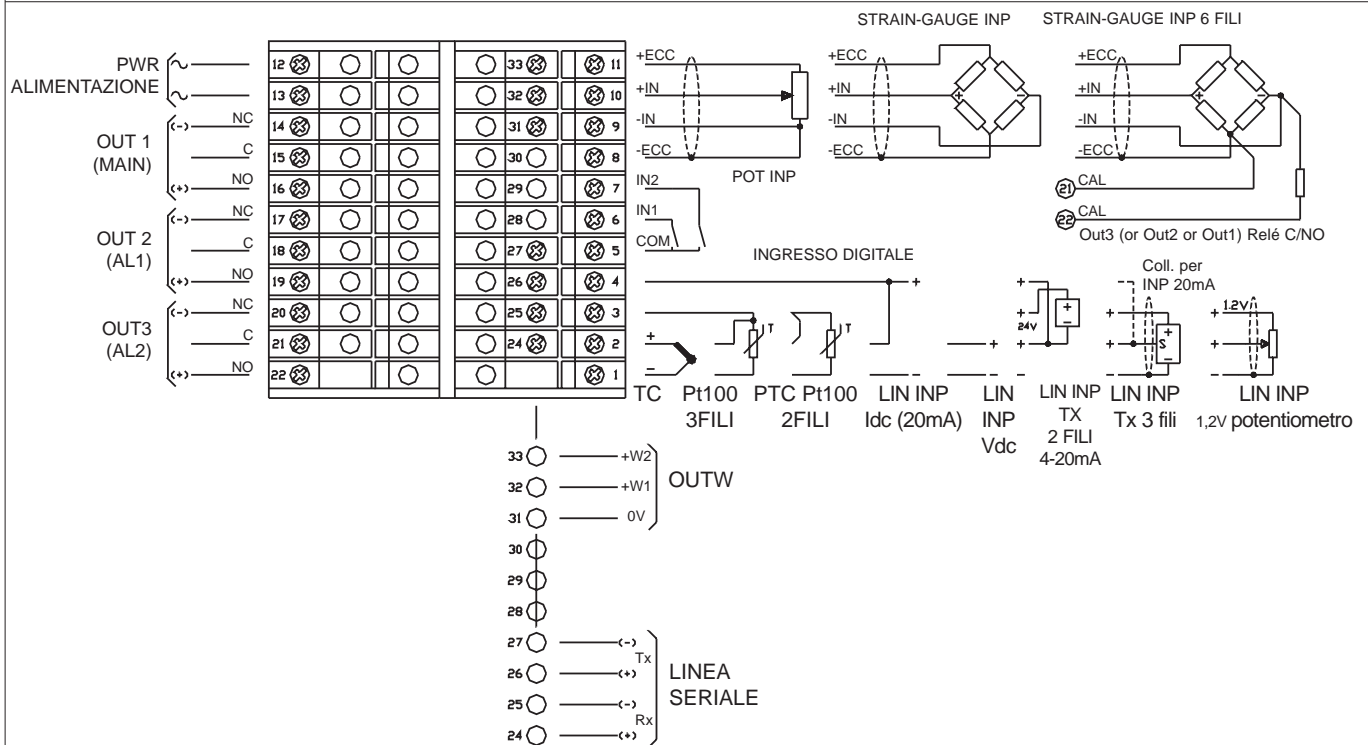 STRAIN-GAUGE INP STRAIN-GAUGE INP 6 FILI
PWR
ALIMENTAZIONE
OUT 1
(MAIN)
OUT 2
(AL1)
OUT3
(AL2)
(-) NC
C
(+) NO
(-) NC
C
(+) NO
(-) NC
C
(+) NO
12 33 11
13 32 10
14 31 9
15 30 8
16 29 7
17 28 6
18 27 5
19 26 4
20 25 3
21 24 2
22 1
+ECC
+IN
-IN
-ECC
POT INP
IN2
IN1
COM
INGRESSO DIGITALE
+ECC
+IN
-IN
-ECC
+ -
+ECC
+IN
-IN
-ECC
+ -
21 CAL
22 CAL
Out3 (or Out2 or Out1) Relé C/NO
Coll. per
INP 20mA
+
-
T
T
+
-
+
-
+
+
24V
+
-
+
+
-
S
+
-
+ 1.2V
+
-
TC
Pt100
3FILI
PTC Pt100
2FILI
LIN INP
Idc (20mA)
LIN
INP
Vdc
LIN INP
TX
2 FILI
4-20mA
LIN INP
Tx 3 fili
LIN INP
1,2V potentiometro
33 +W2
32 +W1
31 0V
OUTW
30
29
28
27 (-)
Tx
26 (+)
25 (-)
Rx
24 (+)
LINEA
SERIALE